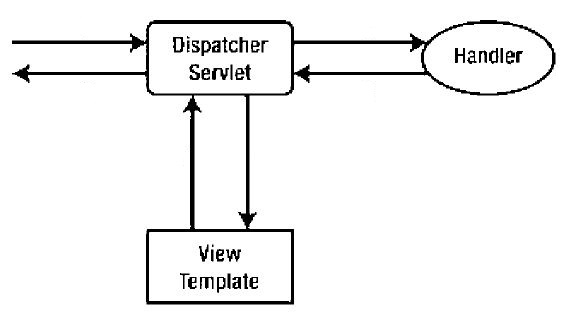 Dispatcher
Servlet
Handler
View
Template